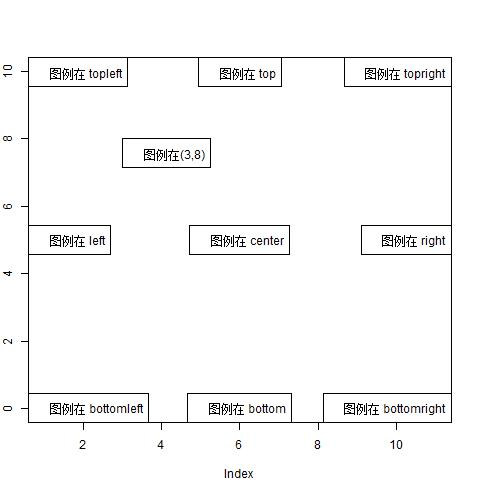 10
图例在 topleft
图例在 top
图例在 topright
8
图例在(3,8)
6
图例在 left
图例在 center
图例在 right
4
2
0
图例在 bottomleft
图例在 bottom
图例在 bottomright
2
4
6
8
10
Index